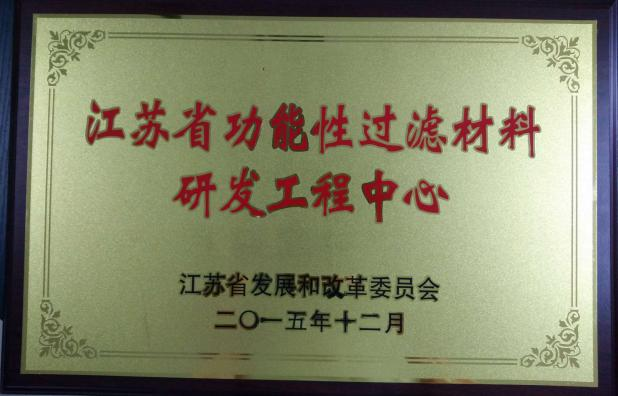 江苏省功能性过滤材料
研发工程中心
江苏省发展和改革委员会
二〇一五年十二月